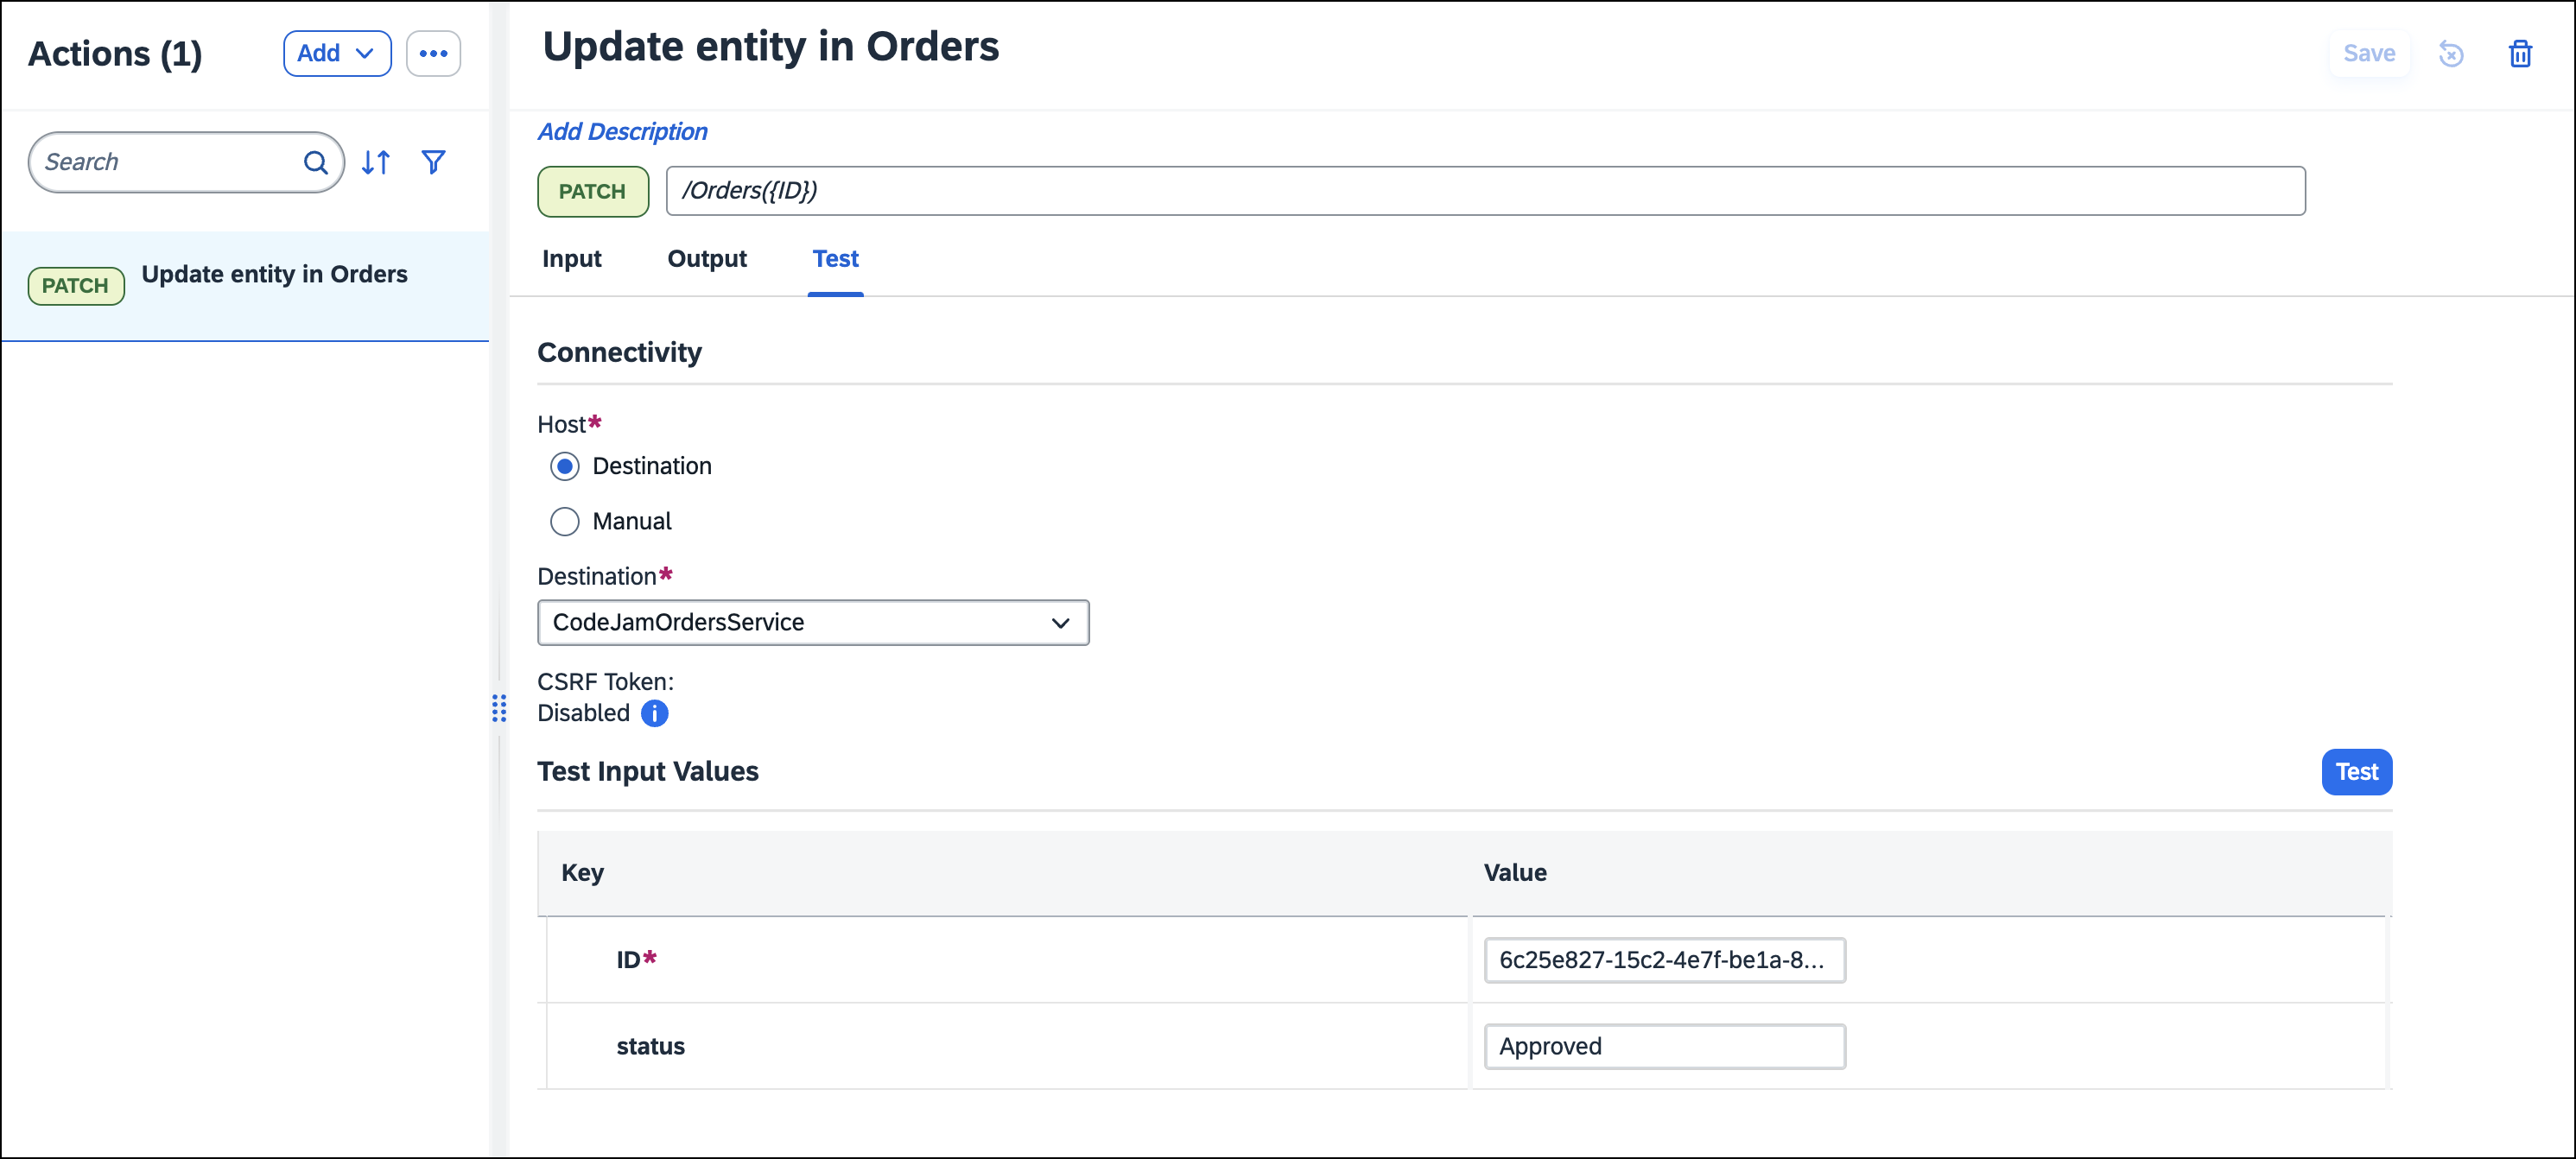 Actions (1)
Add
Search
PATCH Update entity in Orders
Update entity in Orders
Save
Add Description
PATCH /Orders({ID})
Input Output Test
Connectivity
Host*
Destination
Manual
Destination*
CodeJamOrdersService
CSRF Token:
Disabled
Test Input Values Test
Key Value
ID* 6c25e827-15c2-4e7f-be1a-8...
status Approved